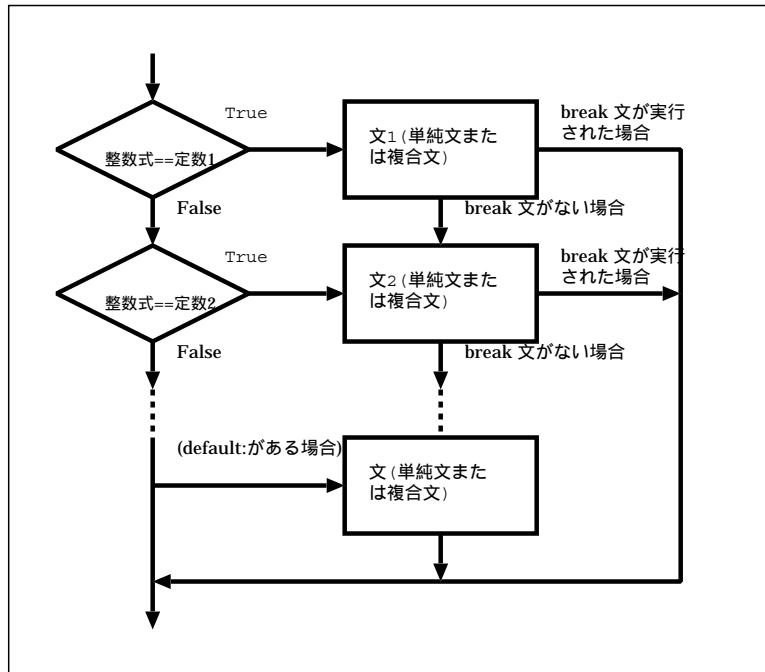 True
整数式==定数1
文1(単純文また
は複合文)
break 文が実行
された場合
False
break 文がない場合
True
整数式==定数2
文2(単純文また
は複合文)
break 文が実行
された場合
False
break 文がない場合
(default:がある場合)
文(単純文また
は複合文)